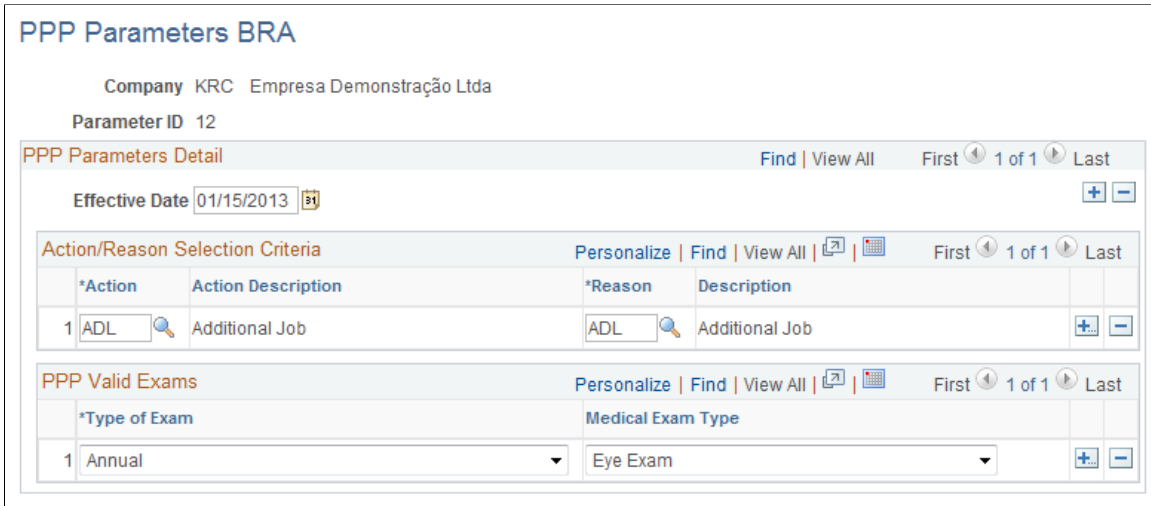 PPP Parameters BRA
Company KRC Empresa Demonstração Ltda
Parameter ID 12
PPP Parameters Detail Find | View All First 1 of 1 Last
Effective Date 01/15/2013 31
Action/Reason Selection Criteria Personalize | Find | View All | | First 1 of 1 Last
*Action Action Description *Reason Description
1 ADL Additional Job ADL Additional Job
PPP Valid Exams Personalize | Find | View All | | First 1 of 1 Last
*Type of Exam Medical Exam Type
1 Annual Eye Exam